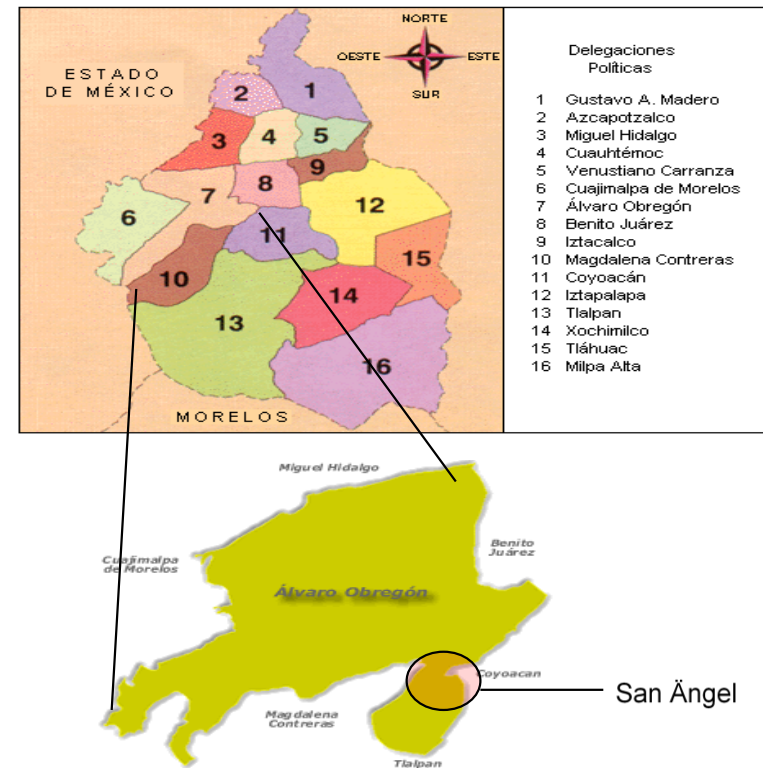 NORTE
OESTE
ESTE
SUR
ESTADO
DE MÉXICO
1
2
3
4
5
9
6
7
8
12
11
10
15
14
13
16
MORELOS
Delegaciones
Políticas
1 Gustavo A. Madero
2 Azcapotzalco
3 Miguel Hidalgo
4 Cuauhtémoc
5 Venustiano Carranza
6 Cuajimalpa de Morelos
7 Álvaro Obregón
8 Benito Juárez
9 Iztacalco
10 Magdalena Contreras
11 Coyoacán
12 Iztapalapa
13 Tlalpan
14 Xochimilco
15 Tláhuac
16 Milpa Alta
Miguel Hidalgo
Benito
Juárez
Cuajimalpa
de Morelos
Álvaro Obregón
Coyoacan
San Ängel
Magdalena
Contreras
Tlalpan